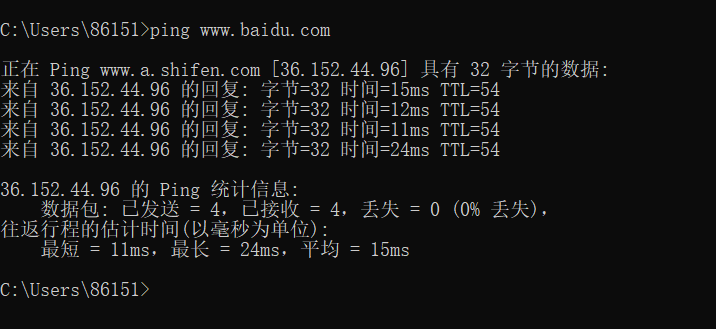 C:\Users\86151>ping www.baidu.com
正在 Ping www.a.shifen.com [36.152.44.96] 具有 32 字节的数据:
来自 36.152.44.96 的回复: 字节=32 时间=15ms TTL=54
来自 36.152.44.96 的回复: 字节=32 时间=12ms TTL=54
来自 36.152.44.96 的回复: 字节=32 时间=11ms TTL=54
来自 36.152.44.96 的回复: 字节=32 时间=24ms TTL=54
36.152.44.96 的 Ping 统计信息:
数据包: 已发送 = 4，已接收 = 4，丢失 = 0 (0% 丢失)，
往返行程的估计时间(以毫秒为单位):
最短 = 11ms，最长 = 24ms，平均 = 15ms
C:\Users\86151>